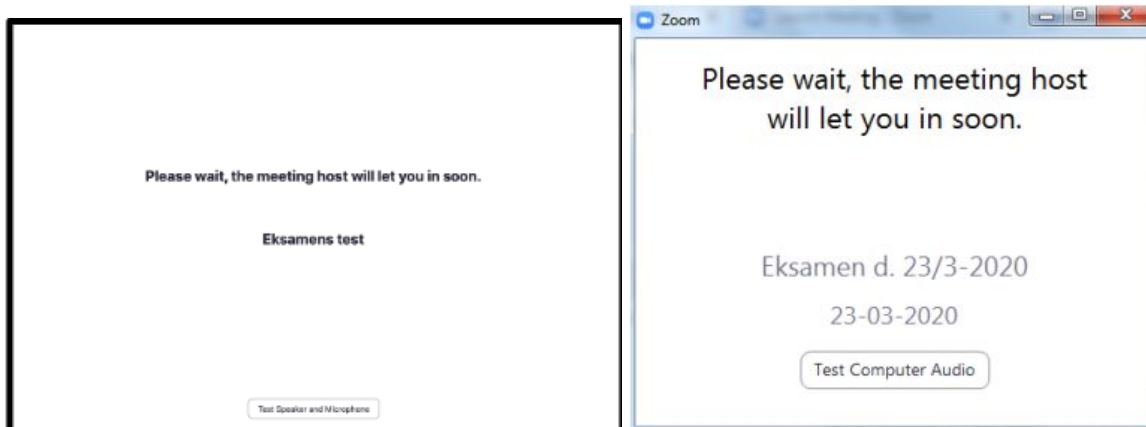 Please wait, the meeting host will let you in soon.
Eksamens test
Test Speaker and Microphone
Zoom
Please wait, the meeting host
will let you in soon.
Eksamen d. 23/3-2020
23-03-2020
Test Computer Audio